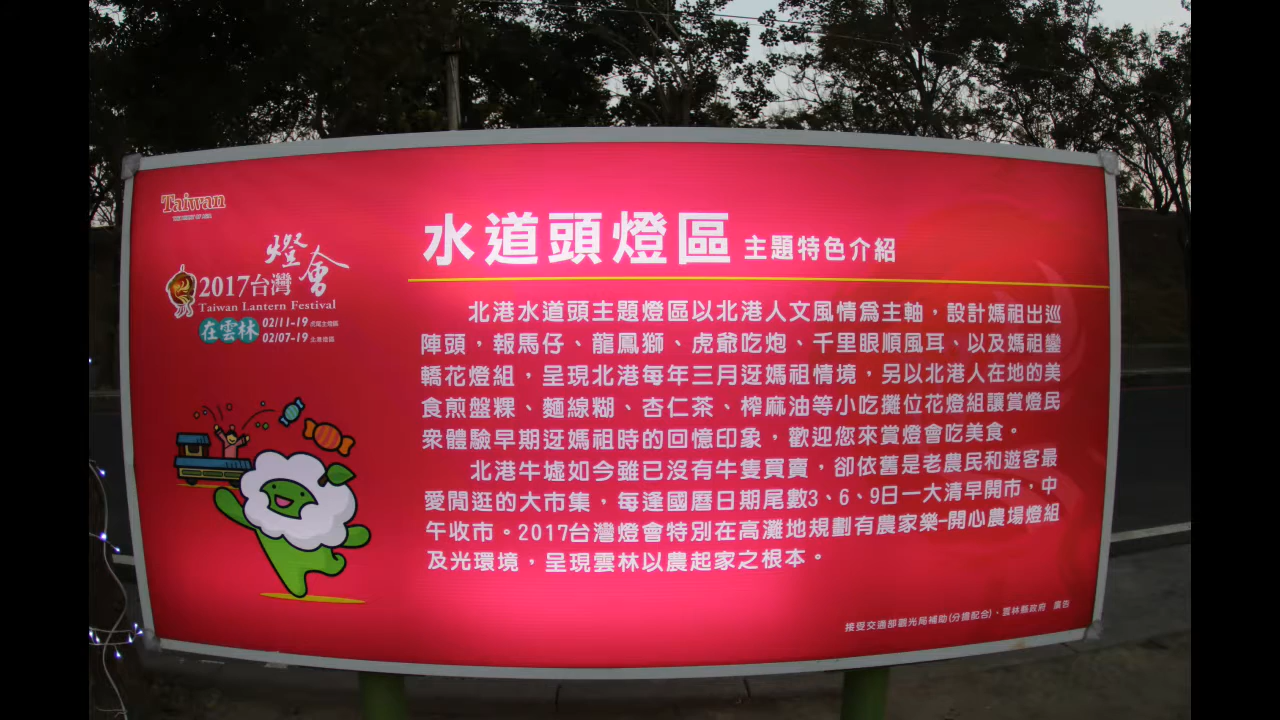 Taiwan
THE HEART OF ASIA
燈會
2017台灣
Taiwan Lantern Festival
在雲林
02/11-19 虎尾主燈區
02/07-19 北港燈區
水道頭燈區 主題特色介紹
北港水道頭主題燈區以北港人文風情為主軸，設計媽祖出巡
陣頭，報馬仔、龍鳳獅、虎爺吃炮、千里眼順風耳、以及媽祖鑾
轎花燈組，呈現北港每年三月迓媽祖情境，另以北港人在地的美
食煎盤粿、麵線糊、杏仁茶、榨麻油等小吃攤位花燈組讓賞燈民
眾體驗早期迓媽祖時的回憶印象，歡迎您來賞燈會吃美食。
北港牛墟如今雖已沒有牛隻買賣，卻依舊是老農民和遊客最
愛閒逛的大市集，每逢國曆日期尾數3、6、9日一大清早開市，中
午收市。2017台灣燈會特別在高灘地規劃有農家樂-開心農場燈組
及光環境，呈現雲林以農起家之根本。
接受交通部觀光局補助(分擔配合)、雲林縣政府 廣告